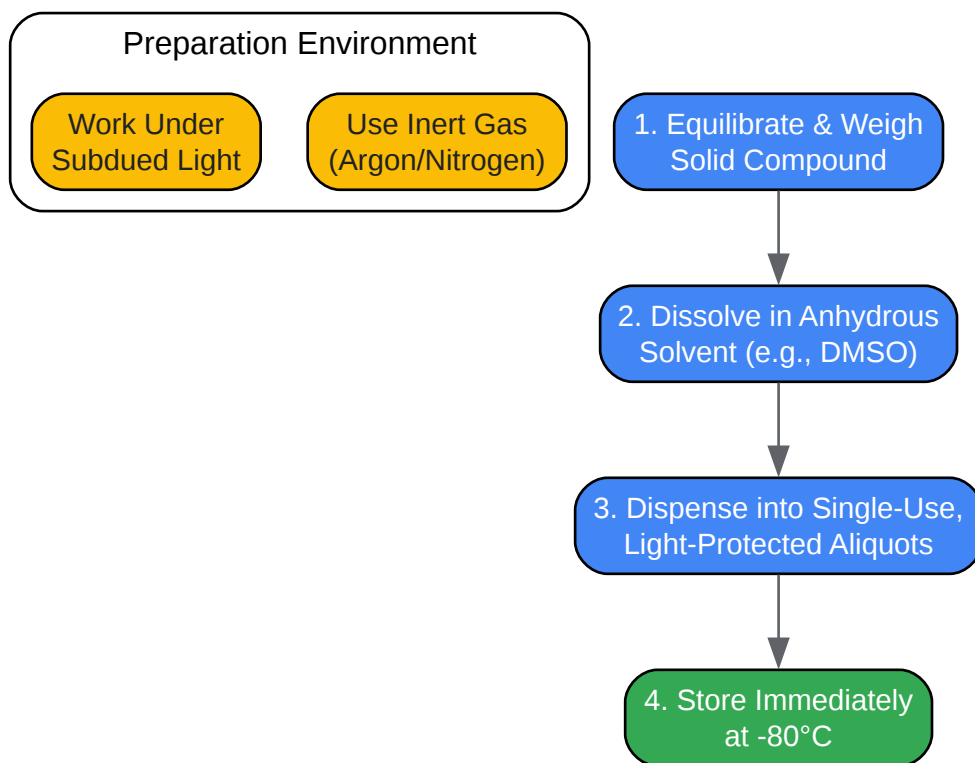 Preparation Environment
Work Under
Subdued Light
Use Inert Gas
(Argon/Nitrogen)
1. Equilibrate & Weigh
Solid Compound
2. Dissolve in Anhydrous
Solvent (e.g., DMSO)
3. Dispense into Single-Use,
Light-Protected Aliquots
4. Store Immediately
at -80°C